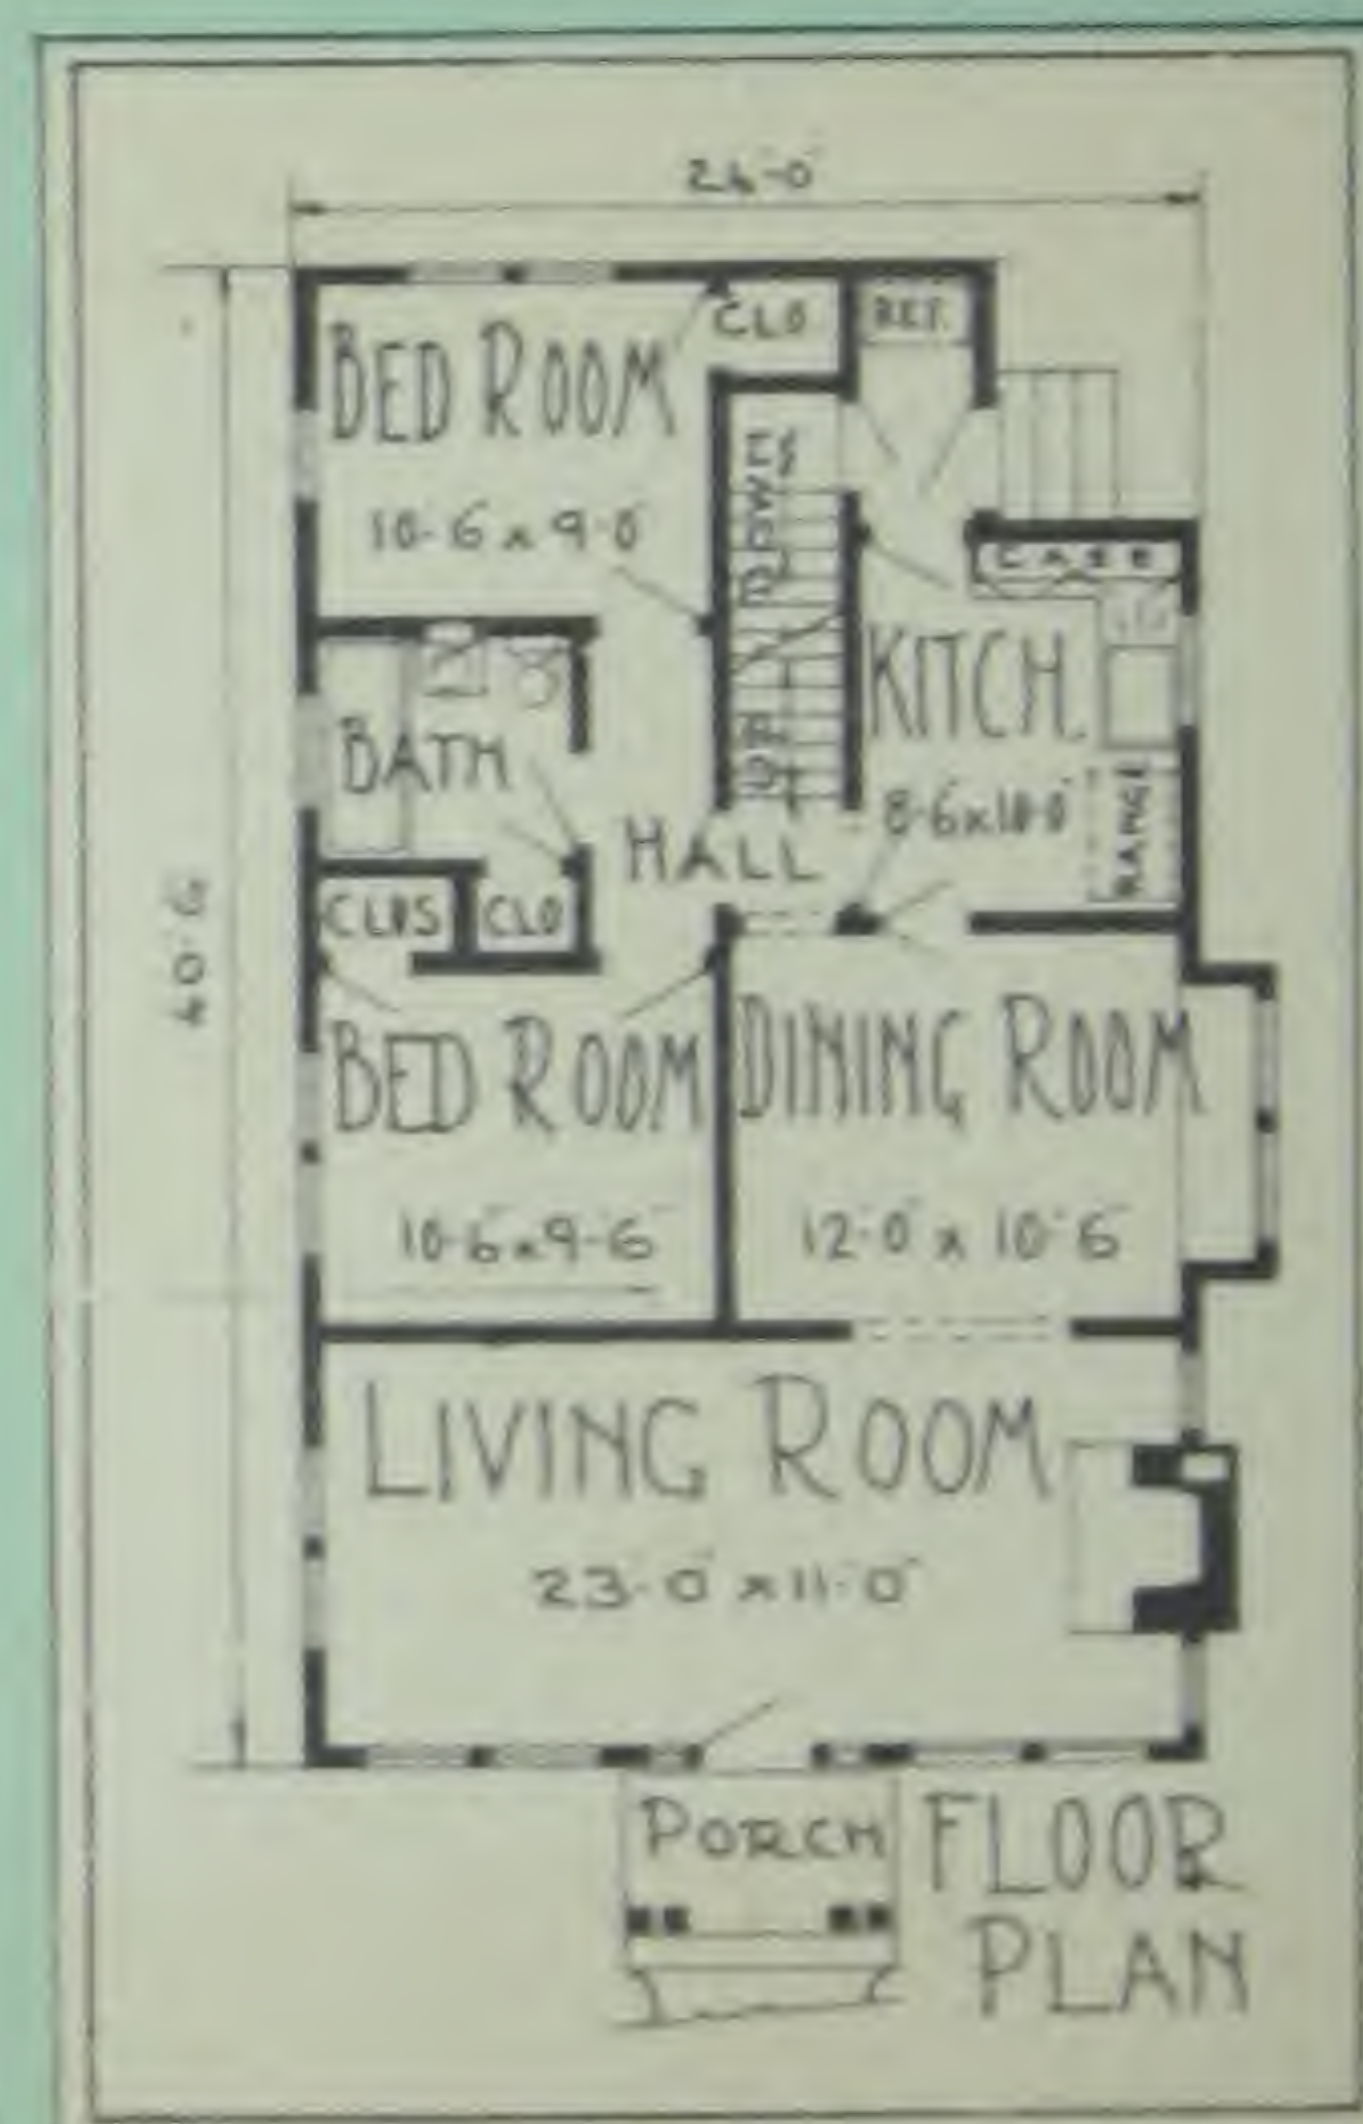 24'-0"
CLO
REF.
BED ROOM
10'-6" x 9'-0"
DOWN
CASE
KITCH.
8'-6" x 10'-0"
RANGE
BATH
UP
HALL
CLOS
CLO
40'-6"
BED ROOM
10'-6" x 9'-6"
DINING ROOM
12'-0" x 10'-6"
LIVING ROOM
23'-0" x 11'-0"
PORCH
FLOOR
PLAN